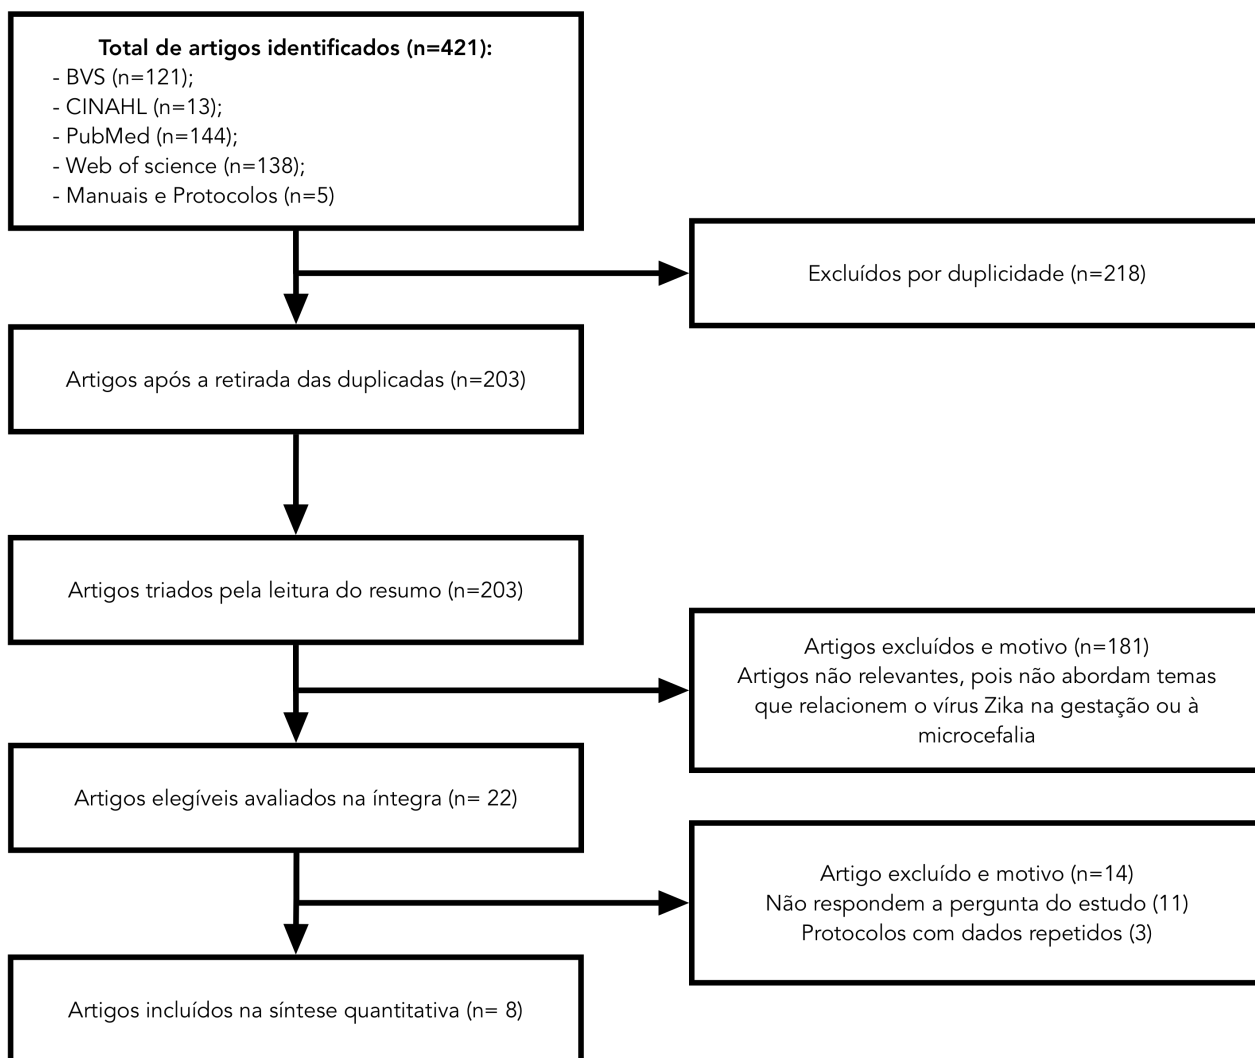 Total de artigos identificados (n=421):
- BVS (n=121);
- CINAHL (n=13);
- PubMed (n=144);
- Web of science (n=138);
- Manuais e Protocolos (n=5)
Excluídos por duplicidade (n=218)
Artigos após a retirada das duplicadas (n=203)
Artigos triados pela leitura do resumo (n=203)
Artigos excluídos e motivo (n=181)
Artigos não relevantes, pois não abordam temas
que relacionem o vírus Zika na gestação ou à
microcefalia
Artigos elegíveis avaliados na íntegra (n= 22)
Artigo excluído e motivo (n=14)
Não respondem a pergunta do estudo (11)
Protocolos com dados repetidos (3)
Artigos incluídos na síntese quantitativa (n= 8)